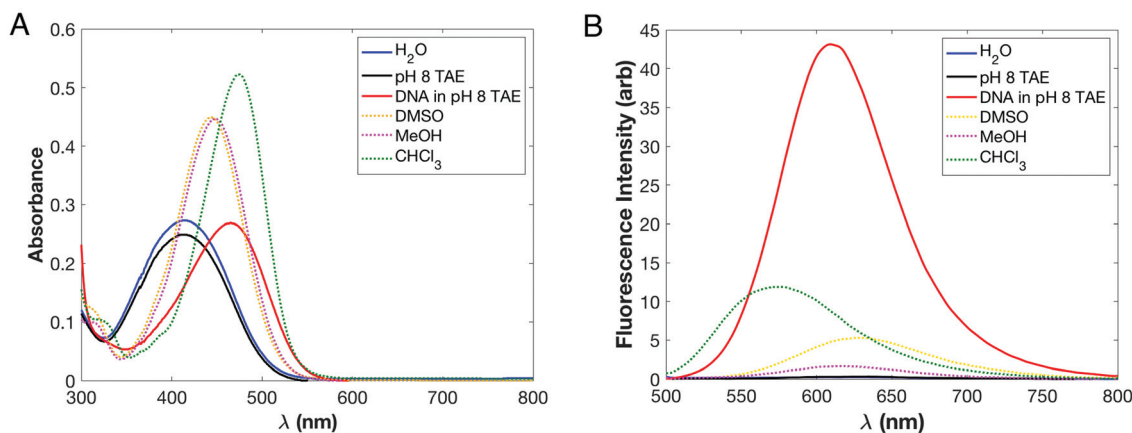 A
0.6
0.5
0.4
0.3
0.2
0.1
0
300
400
500
600
700
800
Absorbance
λ (nm)
H₂O
pH 8 TAE
DNA in pH 8 TAE
DMSO
MeOH
CHCl₃
B
45
40
35
30
25
20
15
10
5
0
500
550
600
650
700
750
800
Fluorescence Intensity (arb)
λ (nm)
H₂O
pH 8 TAE
DNA in pH 8 TAE
DMSO
MeOH
CHCl₃